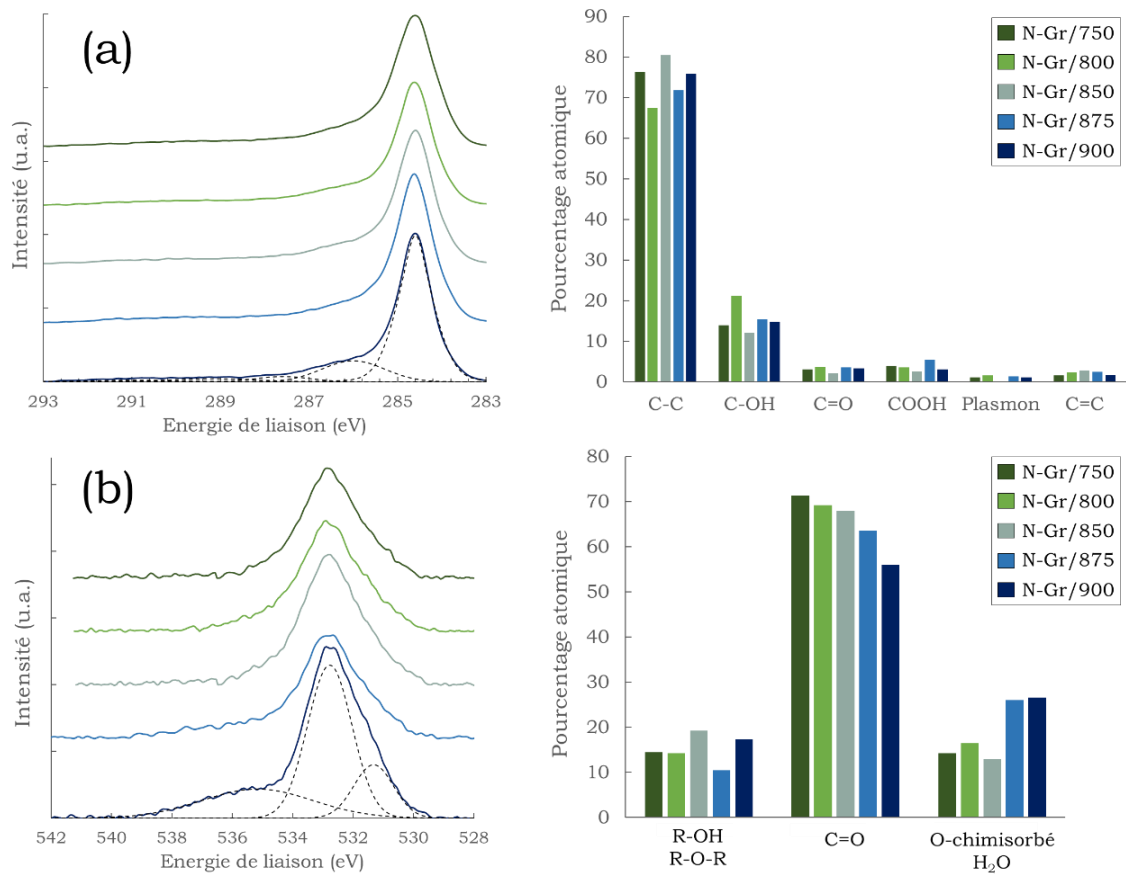 (a)
Intensité (u.a.)
293 291 289 287 285 283
Energie de liaison (eV)
Pourcentage atomique
90
80
70
60
50
40
30
20
10
0
C-C C-OH C=O COOH Plasmon C=C
N-Gr/750
N-Gr/800
N-Gr/850
N-Gr/875
N-Gr/900
(b)
Intensité (u.a.)
542 540 538 536 534 532 530 528
Energie de liaison (eV)
Pourcentage atomique
80
70
60
50
40
30
20
10
0
R-OH C=O O-chimisorbé
R-O-R H₂O
N-Gr/750
N-Gr/800
N-Gr/850
N-Gr/875
N-Gr/900